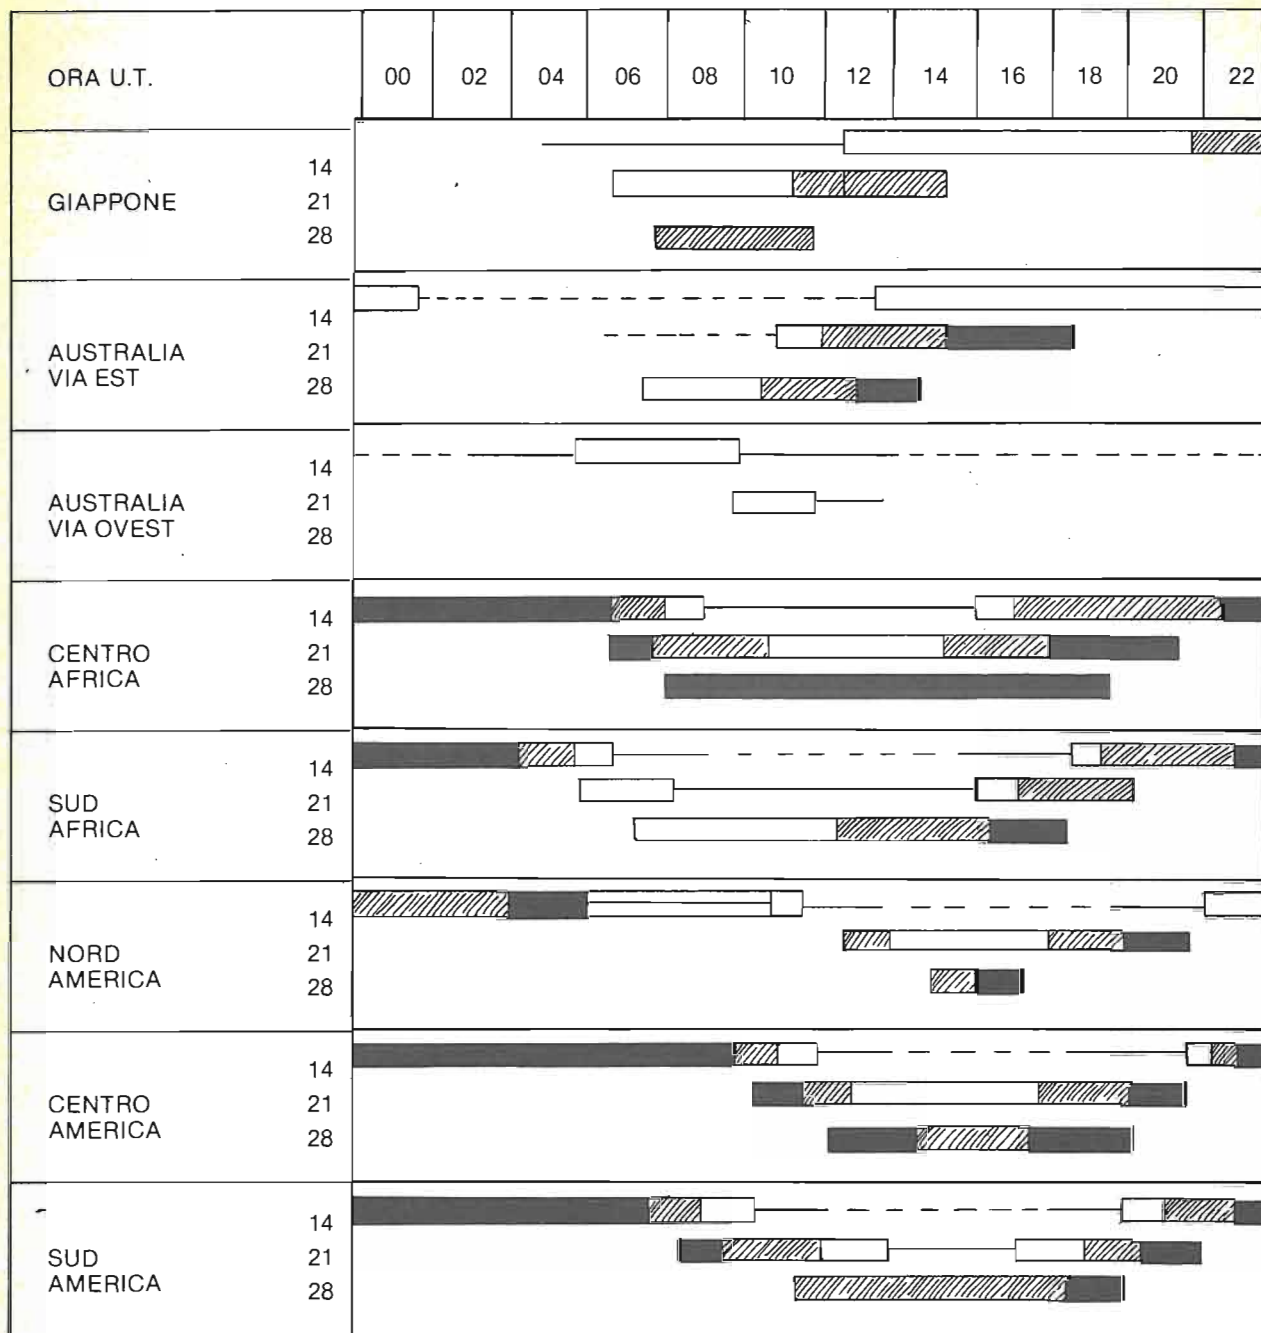 ORA U.T. 00 02 04 06 08 10 12 14 16 18 20 22
14
GIAPPONE 21
28
14
AUSTRALIA 21
VIA EST 28
14
AUSTRALIA 21
VIA OVEST 28
14
CENTRO 21
AFRICA 28
14
SUD 21
AFRICA 28
14
NORD 21
AMERICA 28
14
CENTRO 21
AMERICA 28
14
SUD 21
AMERICA 28